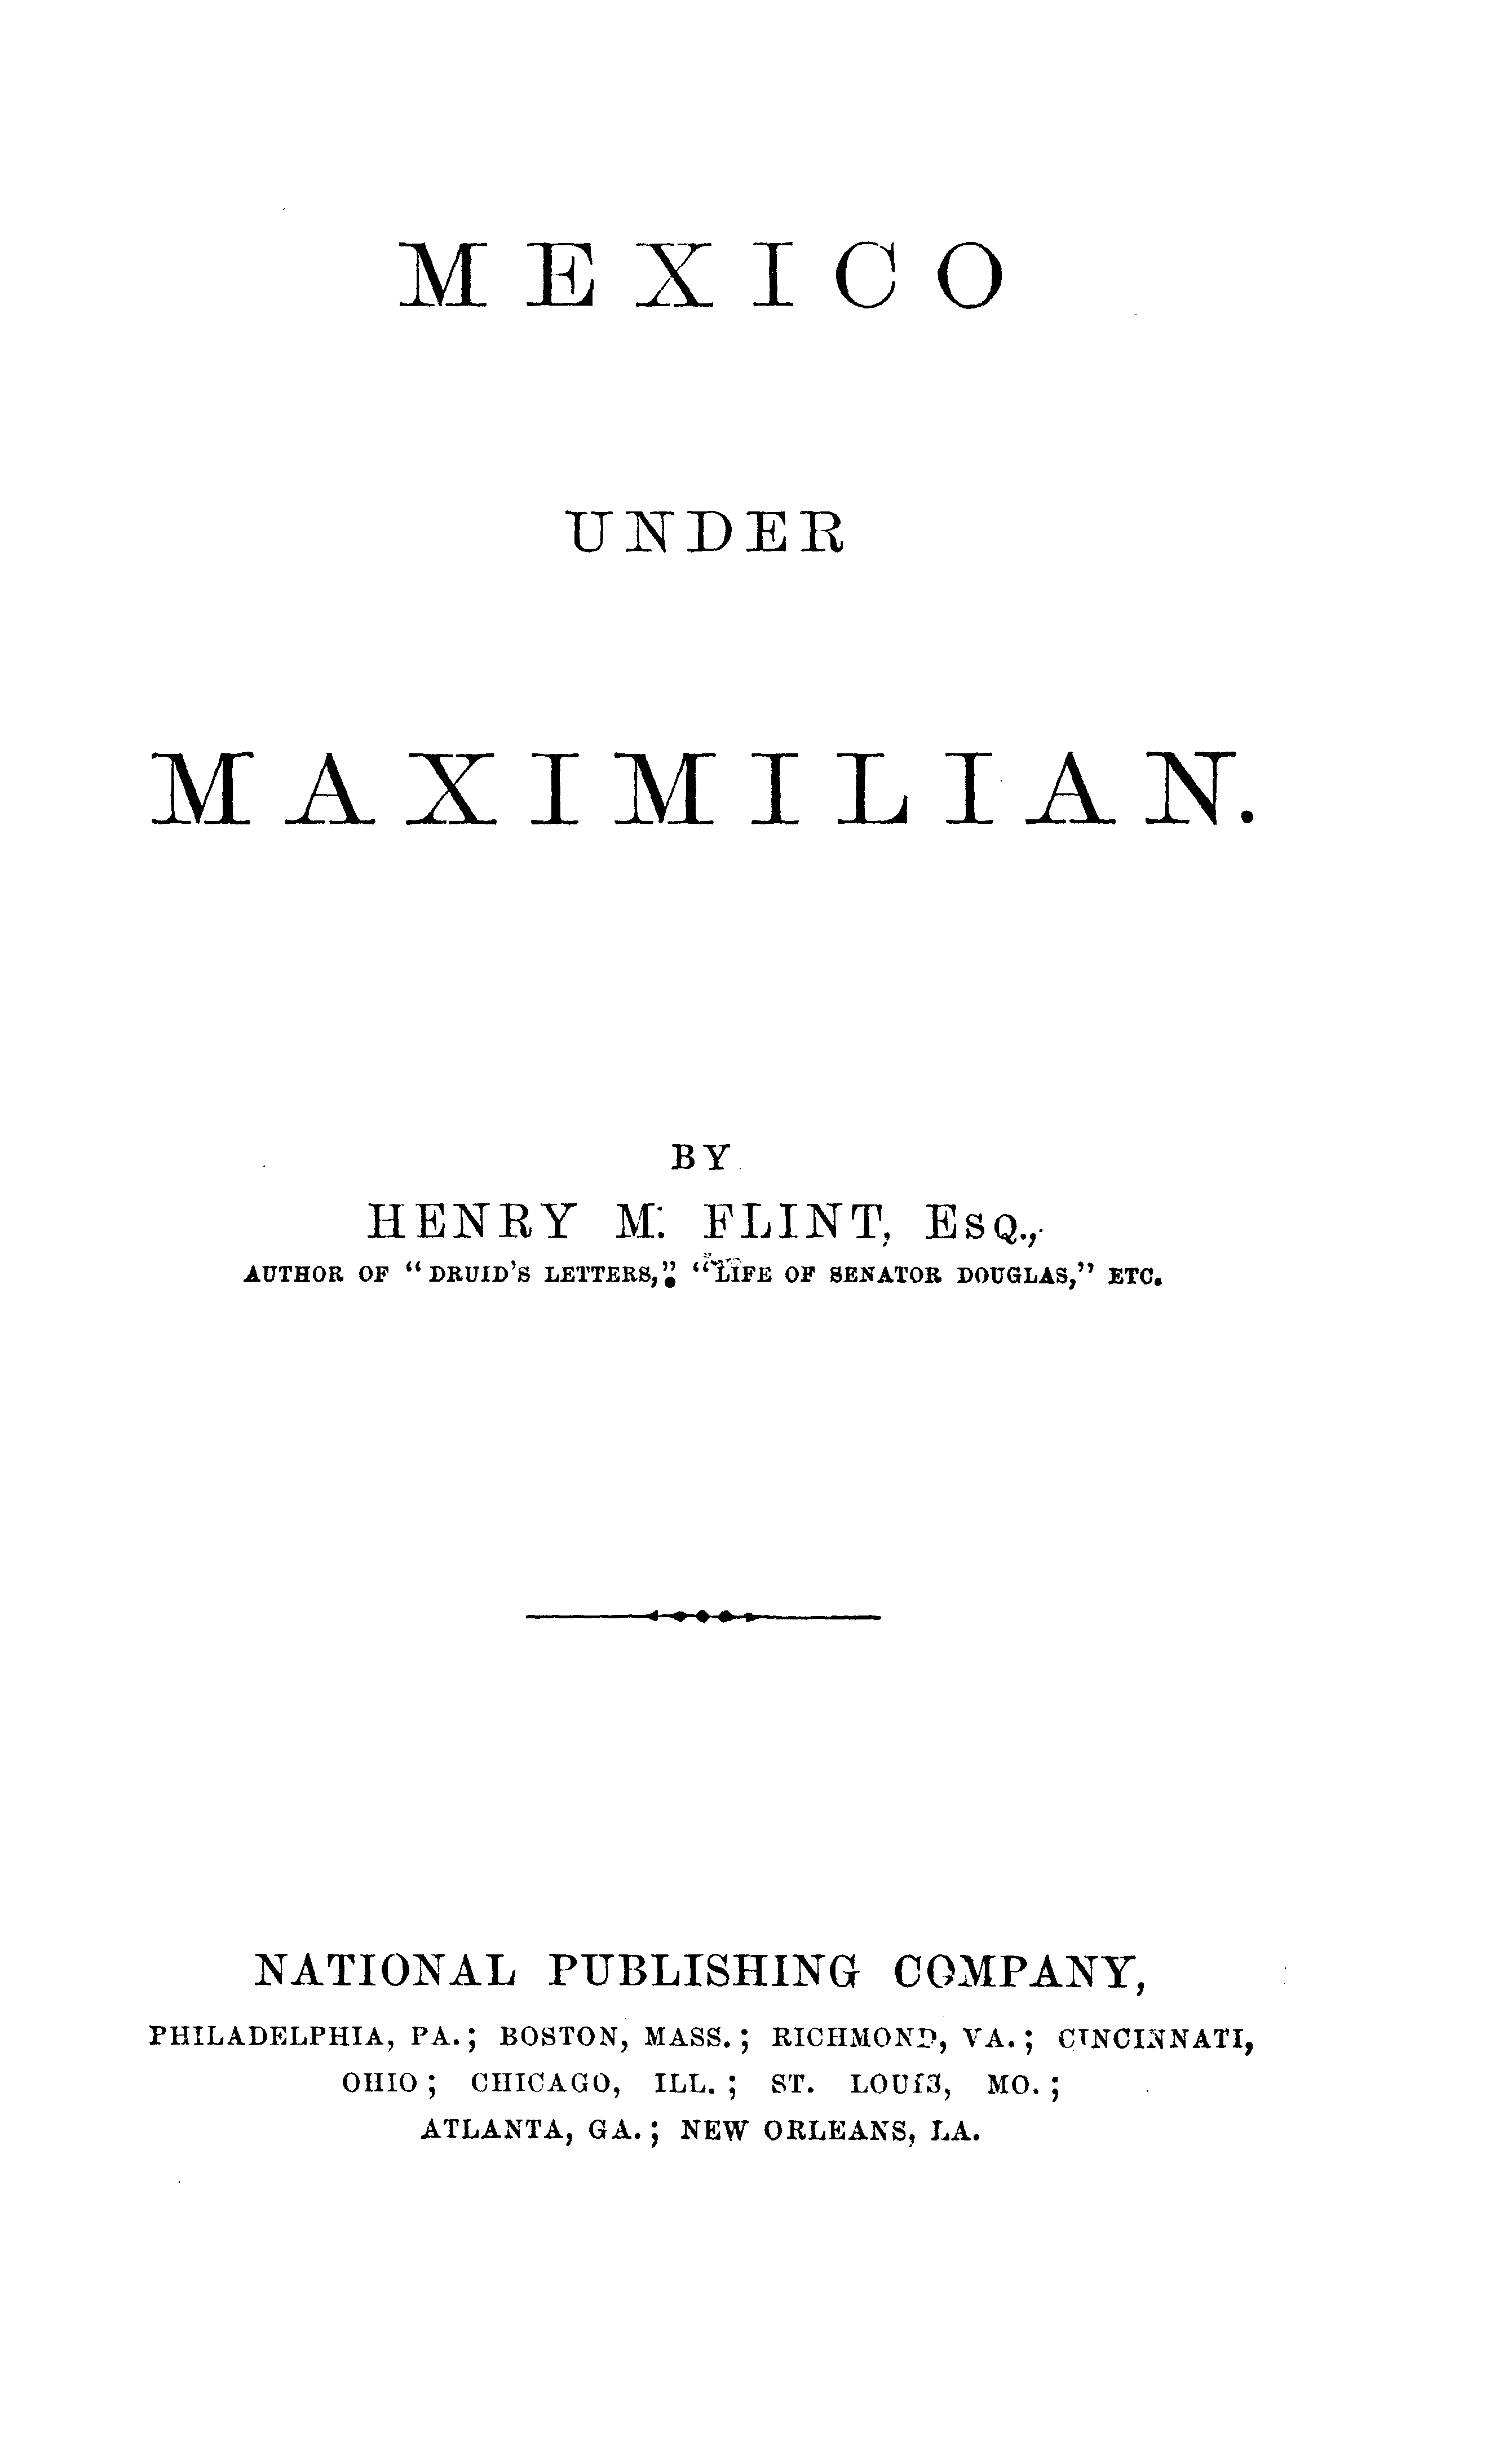 MEXICO
UNDER
MAXIMILIAN.
BY
HENRY M. FLINT, ESQ.,
AUTHOR OF "DRUID'S LETTERS," "LIFE OF SENATOR DOUGLAS," ETC.
NATIONAL PUBLISHING COMPANY,
PHILADELPHIA, PA.; BOSTON, MASS.; RICHMOND, VA.; CINCINNATI,
OHIO; CHICAGO, ILL.; ST. LOUIS, MO.;
ATLANTA, GA.; NEW ORLEANS, LA.